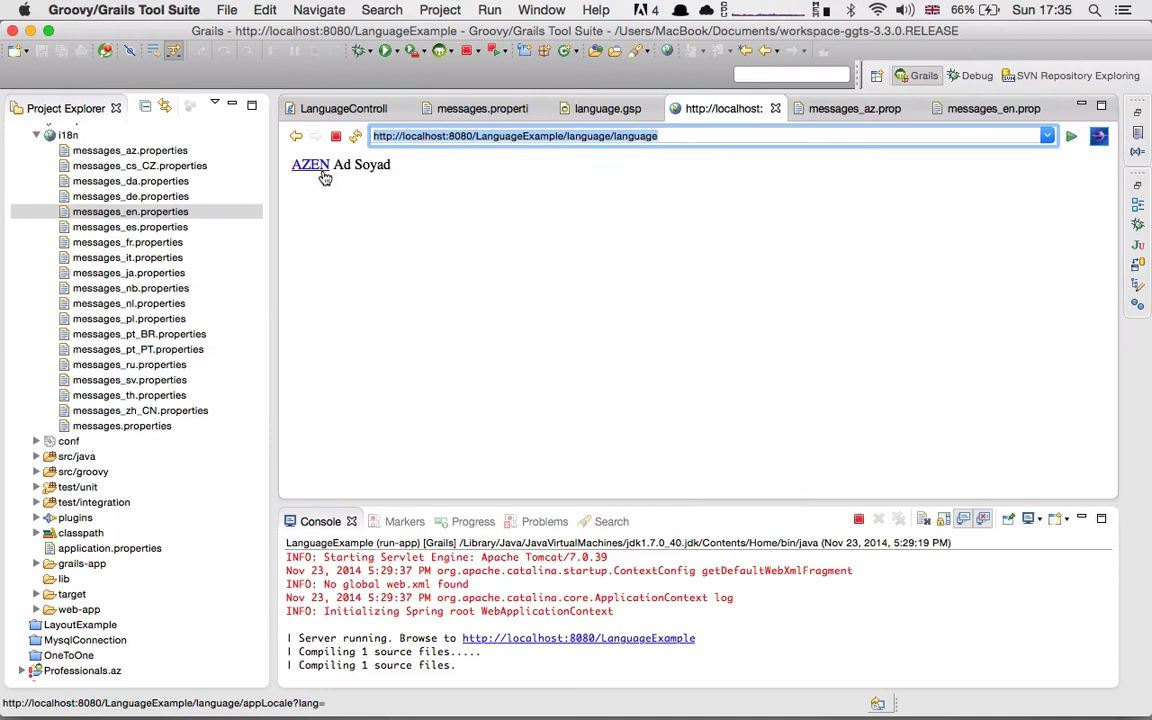 Groovy/Grails Tool Suite File Edit Navigate Search Project Run Window Help 4 66% Sun 17:35
Grails - http://localhost:8080/LanguageExample - Groovy/Grails Tool Suite - /Users/MacBook/Documents/workspace-ggts-3.3.0.RELEASE
Grails Debug SVN Repository Exploring
Project Explorer
LanguageControll messages.properti language.gsp http://localhost: messages_az.prop messages_en.prop
http://localhost:8080/LanguageExample/language/language
AZEN Ad Soyad
i18n
messages_az.properties
messages_cs_CZ.properties
messages_da.properties
messages_de.properties
messages_en.properties
messages_es.properties
messages_fr.properties
messages_it.properties
messages_ja.properties
messages_nb.properties
messages_nl.properties
messages_pl.properties
messages_pt_BR.properties
messages_pt_PT.properties
messages_ru.properties
messages_sv.properties
messages_th.properties
messages_zh_CN.properties
messages.properties
conf
src/java
src/groovy
test/unit
test/integration
plugins
classpath
application.properties
grails-app
lib
target
web-app
LayoutExample
MysqlConnection
OneToOne
Professionals.az
Console Markers Progress Problems Search
LanguageExample (run-app) [Grails] /Library/Java/JavaVirtualMachines/jdk1.7.0_40.jdk/Contents/Home/bin/java (Nov 23, 2014, 5:29:19 PM)
INFO: Starting Servlet Engine: Apache Tomcat/7.0.39
Nov 23, 2014 5:29:37 PM org.apache.catalina.startup.ContextConfig getDefaultWebXmlFragment
INFO: No global web.xml found
Nov 23, 2014 5:29:37 PM org.apache.catalina.core.ApplicationContext log
INFO: Initializing Spring root WebApplicationContext
| Server running. Browse to http://localhost:8080/LanguageExample
| Compiling 1 source files.....
| Compiling 1 source files.
http://localhost:8080/LanguageExample/language/appLocale?lang=